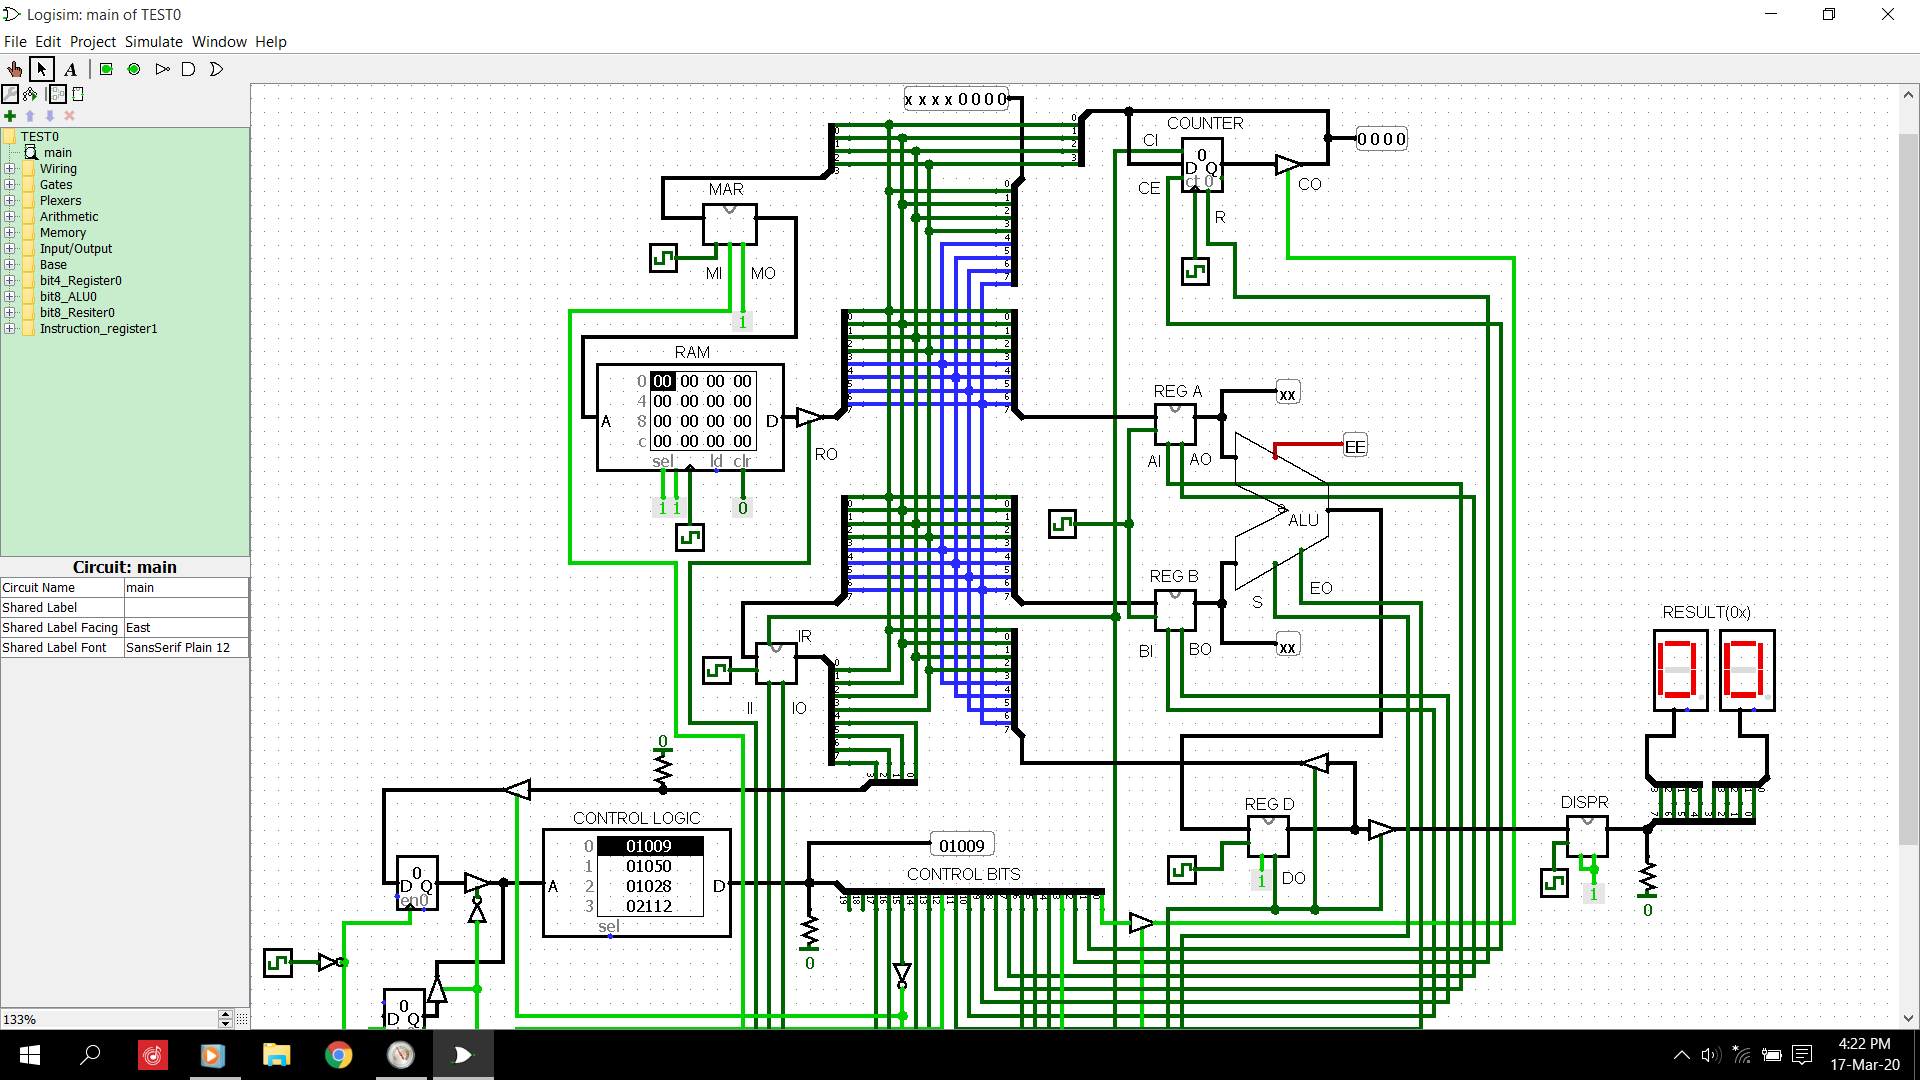 Logisim: main of TEST0
File Edit Project Simulate Window Help
A
TEST0
main
Wiring
Gates
Plexers
Arithmetic
Memory
Input/Output
Base
bit4_Register0
bit8_ALU0
bit8_Resiter0
Instruction_register1
Circuit: main
Circuit Name main
Shared Label
Shared Label Facing East
Shared Label Font SansSerif Plain 12
133%
x x x x 0 0 0 0
COUNTER
CI
0
D Q
ct 0
0 0 0 0
CE
CO
R
MAR
MI MO
1
RAM
0 00 00 00 00
4 00 00 00 00
8 00 00 00 00
c 00 00 00 00
A
D
sel ld clr
1 1 0
RO
REG A
xx
AI AO
EE
ALU
REG B
S
EO
xx
BI BO
IR
II IO
RESULT(0x)
0
CONTROL LOGIC
0 01009
1 01050
2 01028
3 02112
A
D
sel
01009
CONTROL BITS
0
D Q
en0
0
0
D Q
REG D
1
DO
DISPR
1
0
4:22 PM
17-Mar-20